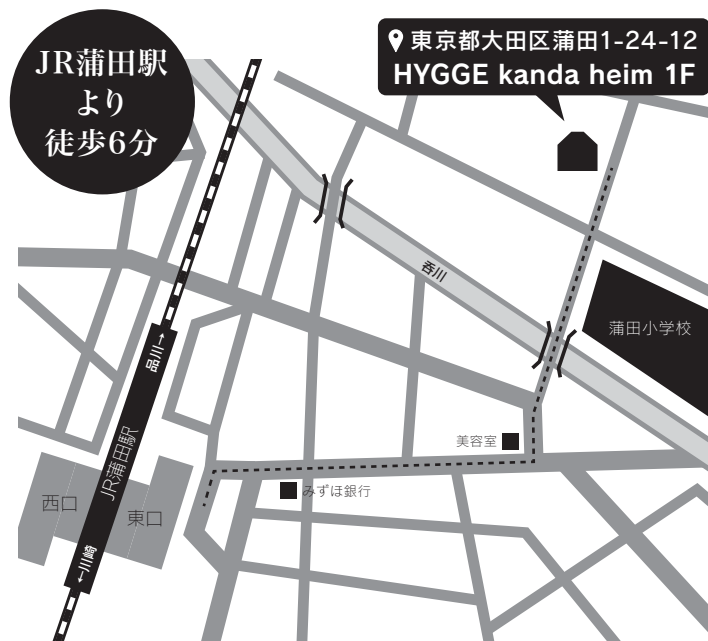 JR蒲田駅
より
徒歩6分
東京都大田区蒲田1-24-12
HYGGE kanda heim 1F
呑川
蒲田小学校
品川→
JR蒲田駅
美容室
みずほ銀行
西口
東口
←川崎